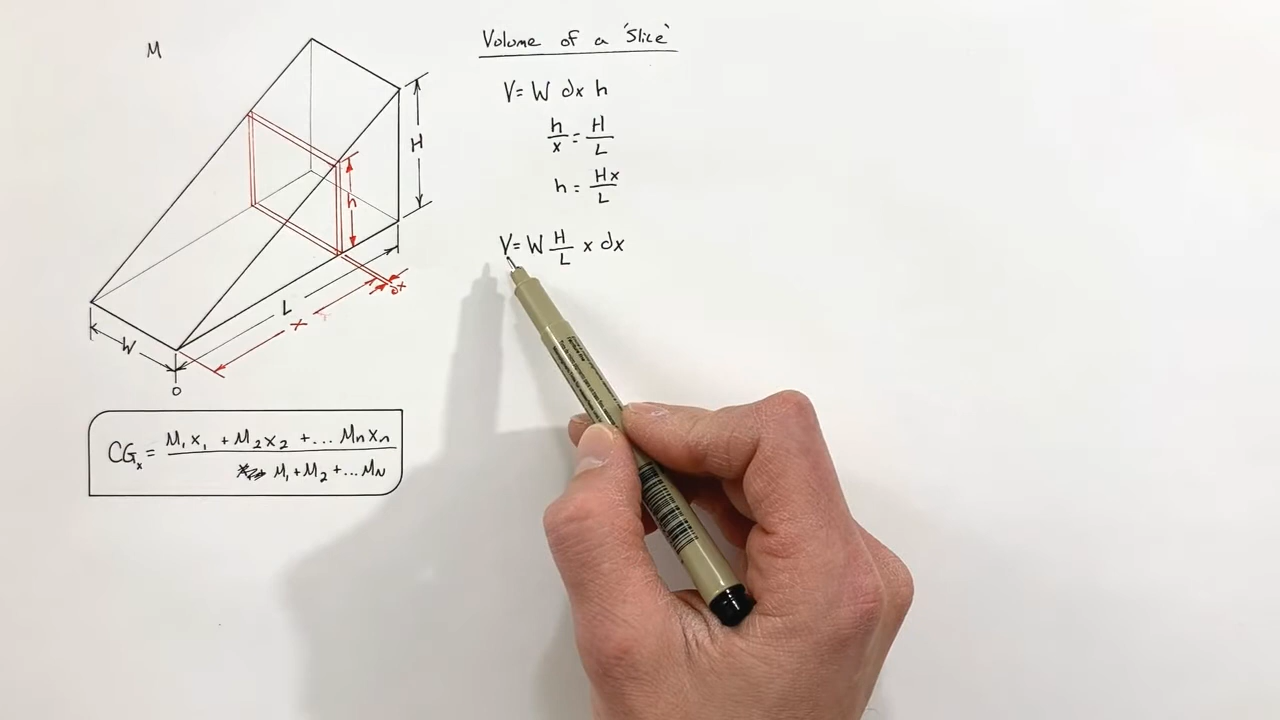 M
H
h
L
x
dx
W
0
CGx = M1x1 + M2x2 + ... Mnxn / M1 + M2 + ... MN
Volume of a 'Slice'
V= W dx h
h/x = H/L
h = Hx/L
V= W H/L x dx